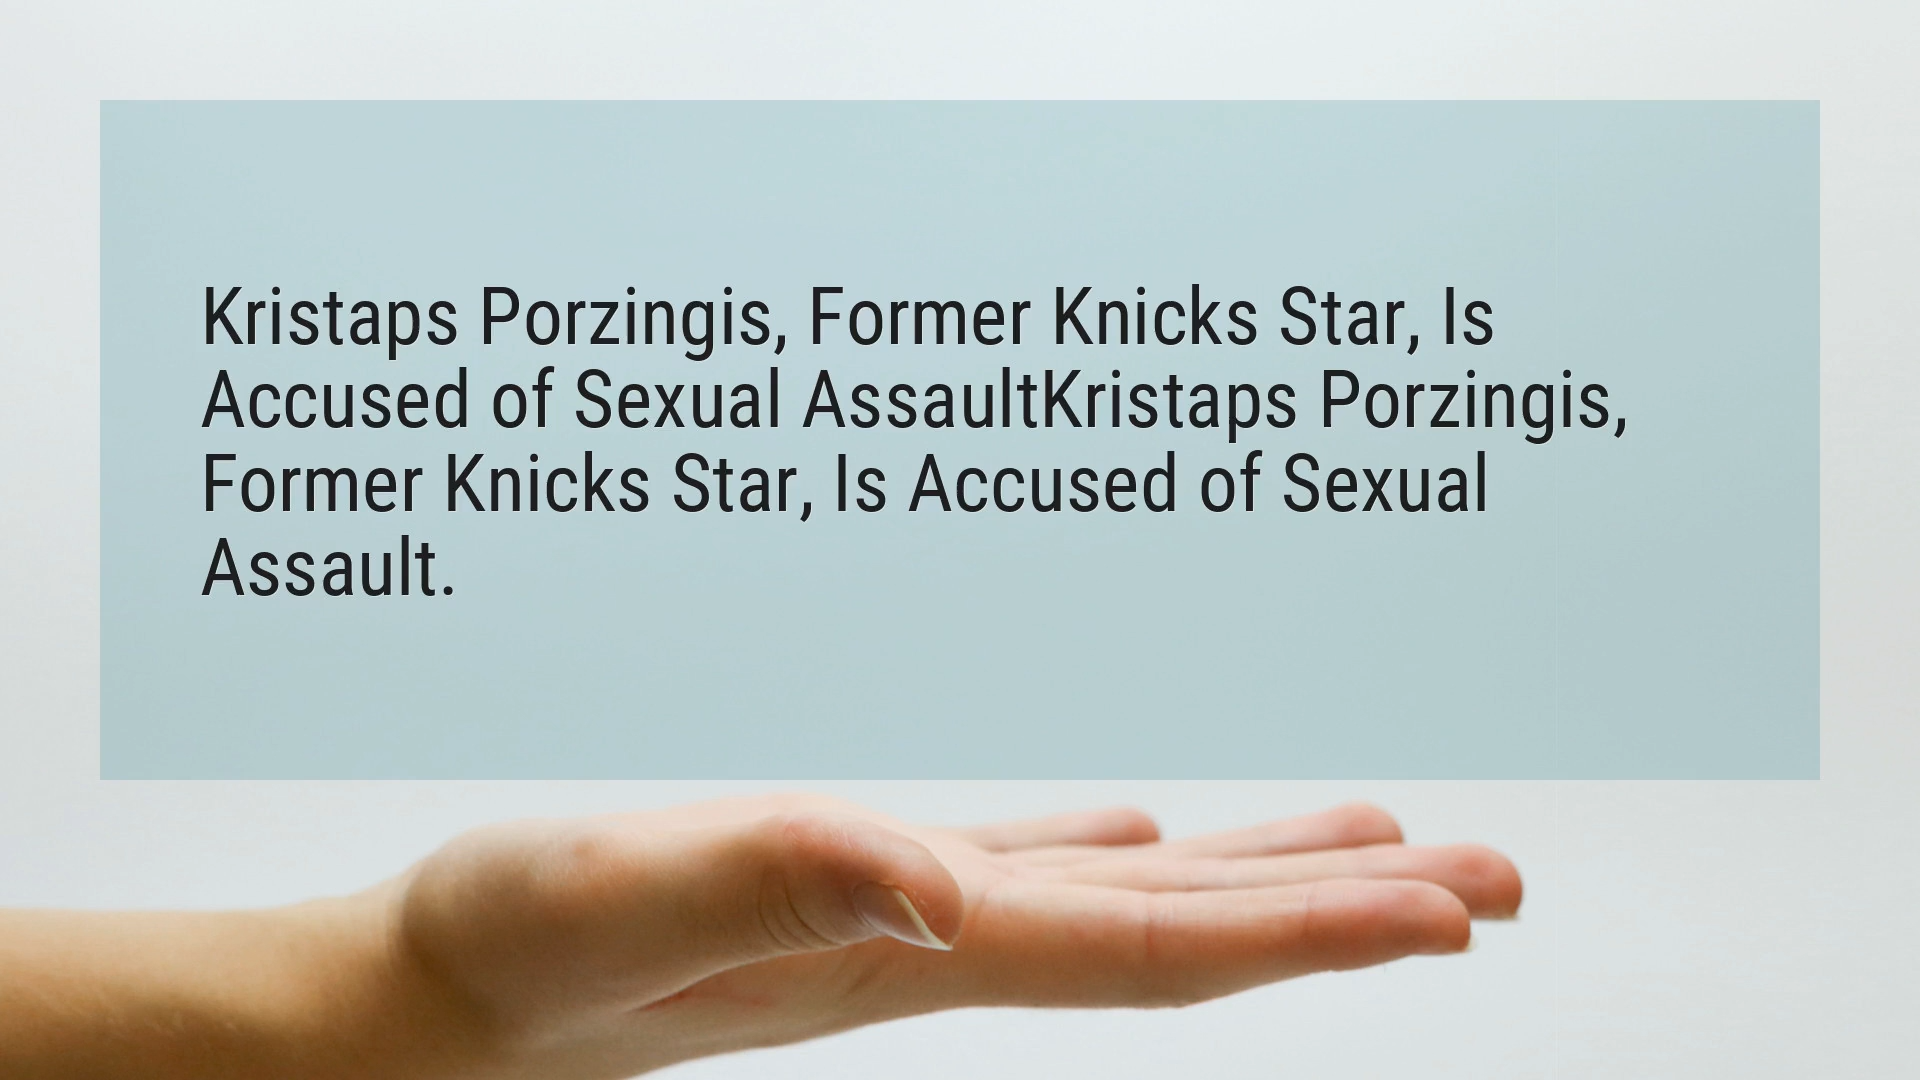 Kristaps Porzingis, Former Knicks Star, Is
Accused of Sexual AssaultKristaps Porzingis,
Former Knicks Star, Is Accused of Sexual
Assault.